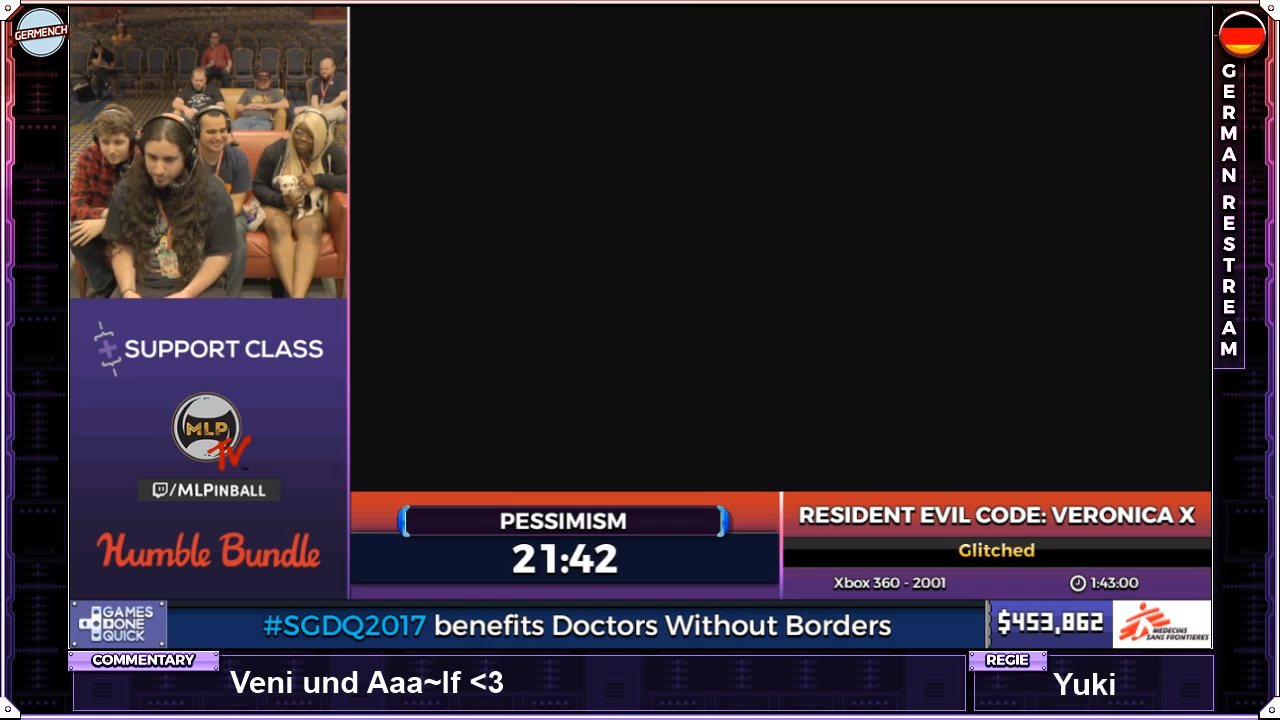 GERMENCH
GERMAN RESTREAM
SUPPORT CLASS
MLP
TV
/MLPINBALL
Humble Bundle
PESSIMISM
21:42
RESIDENT EVIL CODE: VERONICA X
Glitched
Xbox 360 - 2001
1:43:00
GAMES
DONE
QUICK
#SGDQ2017 benefits Doctors Without Borders
$453,862
MEDECINS
SANS FRONTIERES
COMMENTARY
Veni und Aaa~lf <3
REGIE
Yuki